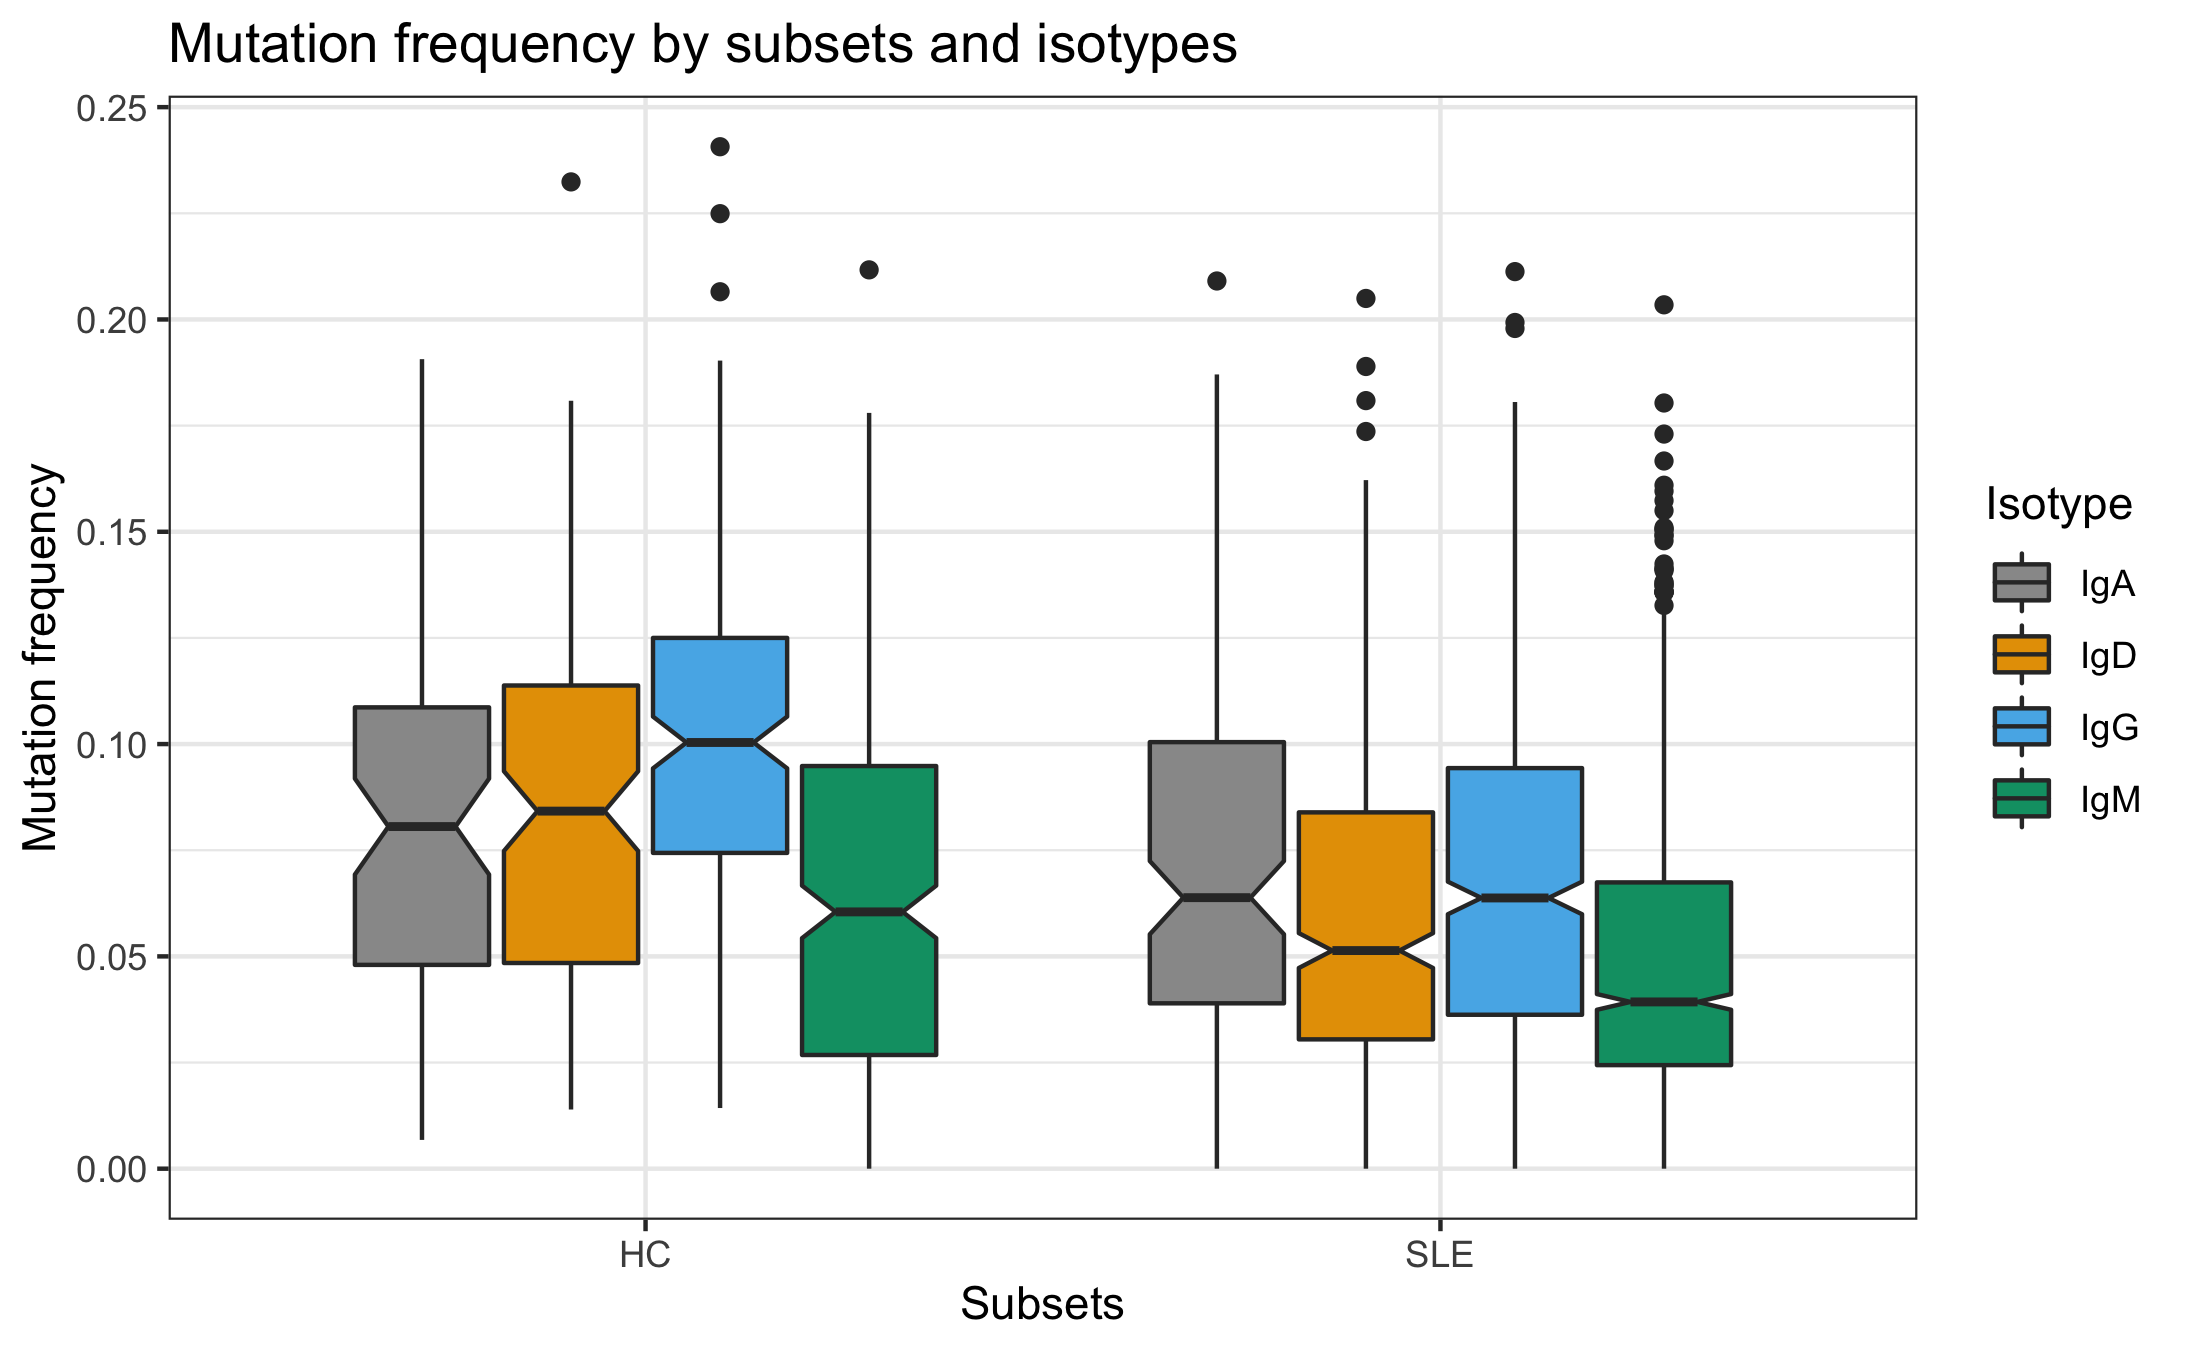 Mutation frequency by subsets and isotypes
0.25
0.20
0.15
0.10
0.05
0.00
Mutation frequency
HC SLE
Subsets
Isotype
IgA
IgD
IgG
IgM